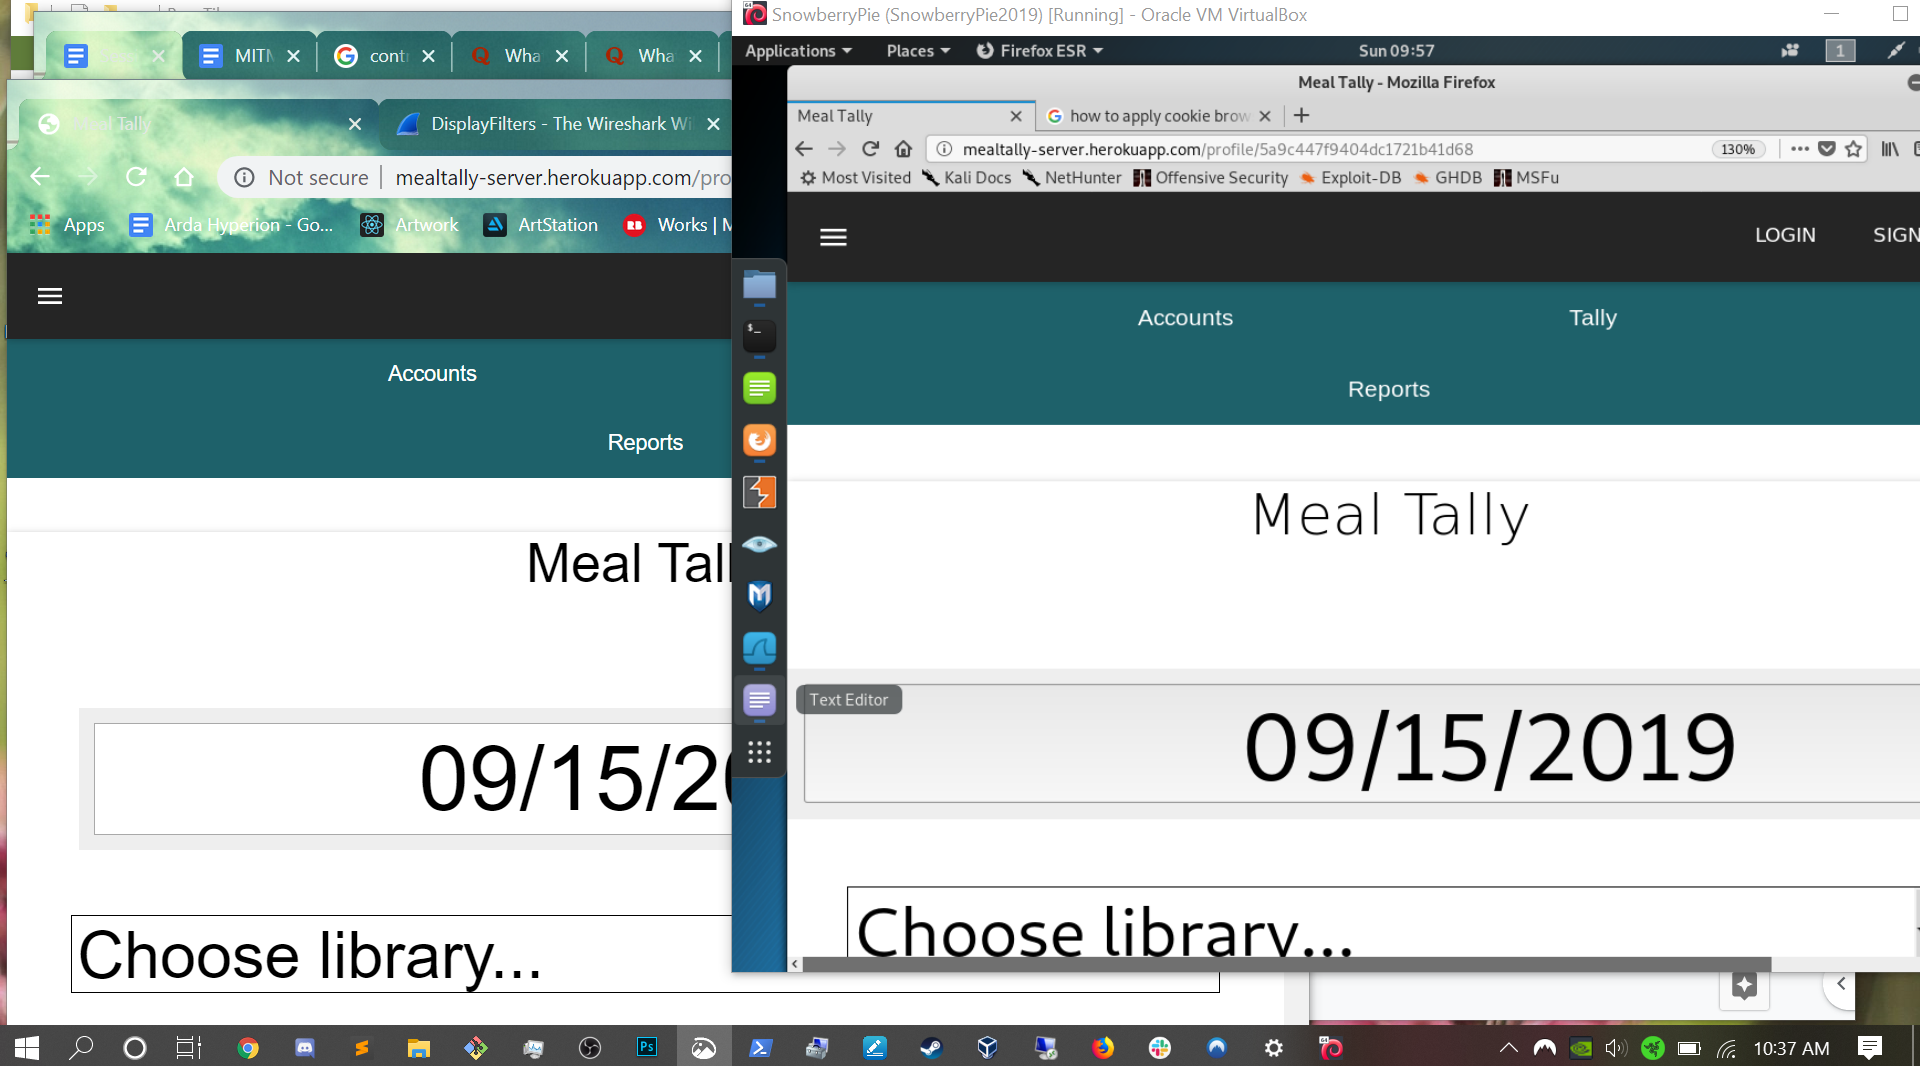 SnowberryPie (SnowberryPie2019) [Running] - Oracle VM VirtualBox
MITM
conti
Wha
Wha
Applications
Places
Firefox ESR
Sun 09:57
1
Meal Tally - Mozilla Firefox
Meal Tally
DisplayFilters - The Wireshark Wi
Meal Tally
how to apply cookie brow
Not secure
mealtally-server.herokuapp.com/pro
mealtally-server.herokuapp.com/profile/5a9c447f9404dc1721b41d68
130%
Most Visited
Kali Docs
NetHunter
Offensive Security
Exploit-DB
GHDB
MSFu
Apps
Arda Hyperion - Go...
Artwork
ArtStation
Works | M
LOGIN
SIGN
Accounts
Reports
Accounts
Tally
Reports
Meal Tall
Meal Tally
Text Editor
09/15/20
09/15/2019
Choose library...
Choose library...
Ps
10:37 AM